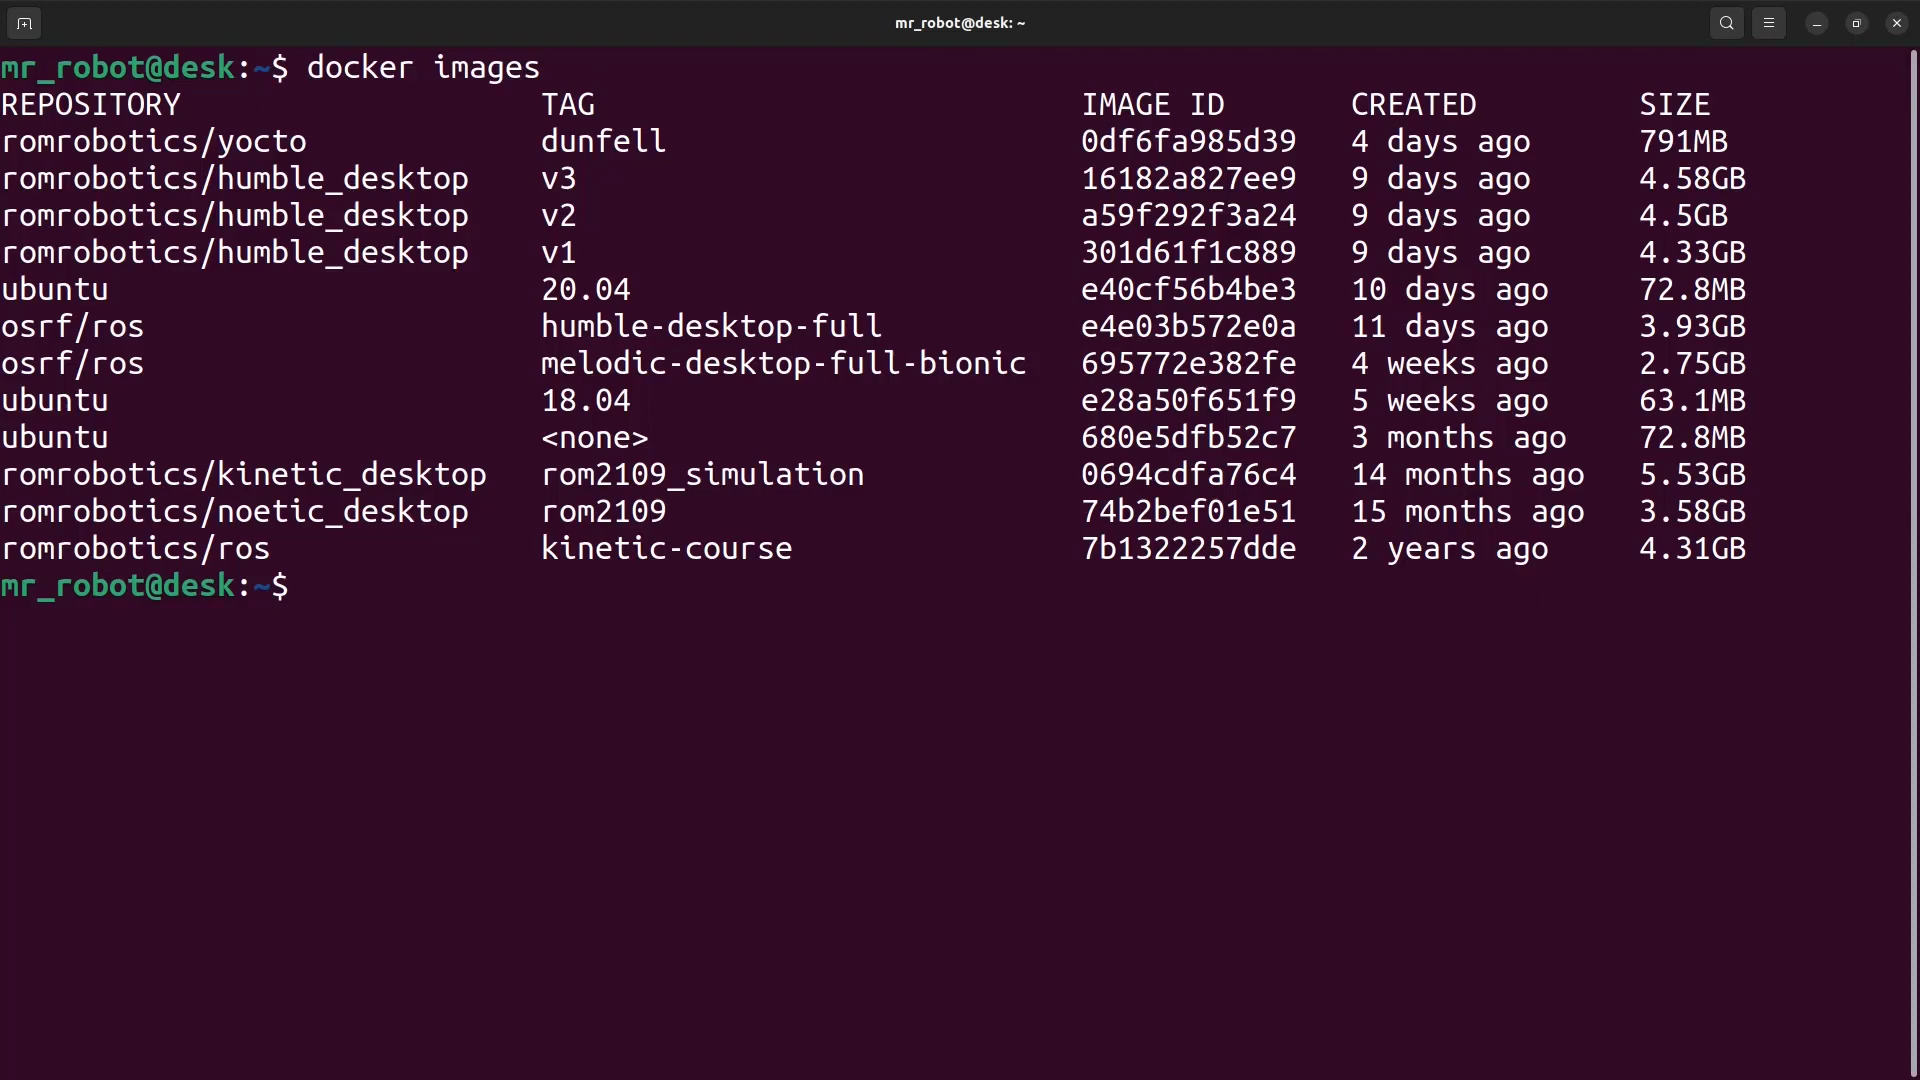 mr_robot@desk: ~
mr_robot@desk:~$ docker images
REPOSITORY TAG IMAGE ID CREATED SIZE
romrobotics/yocto dunfell 0df6fa985d39 4 days ago 791MB
romrobotics/humble_desktop v3 16182a827ee9 9 days ago 4.58GB
romrobotics/humble_desktop v2 a59f292f3a24 9 days ago 4.5GB
romrobotics/humble_desktop v1 301d61f1c889 9 days ago 4.33GB
ubuntu 20.04 e40cf56b4be3 10 days ago 72.8MB
osrf/ros humble-desktop-full e4e03b572e0a 11 days ago 3.93GB
osrf/ros melodic-desktop-full-bionic 695772e382fe 4 weeks ago 2.75GB
ubuntu 18.04 e28a50f651f9 5 weeks ago 63.1MB
ubuntu <none> 680e5dfb52c7 3 months ago 72.8MB
romrobotics/kinetic_desktop rom2109_simulation 0694cdfa76c4 14 months ago 5.53GB
romrobotics/noetic_desktop rom2109 74b2bef01e51 15 months ago 3.58GB
romrobotics/ros kinetic-course 7b1322257dde 2 years ago 4.31GB
mr_robot@desk:~$